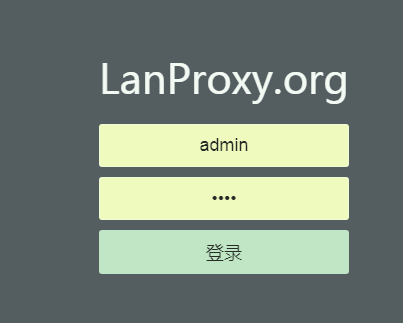 LanProxy.org
admin
••••
登录